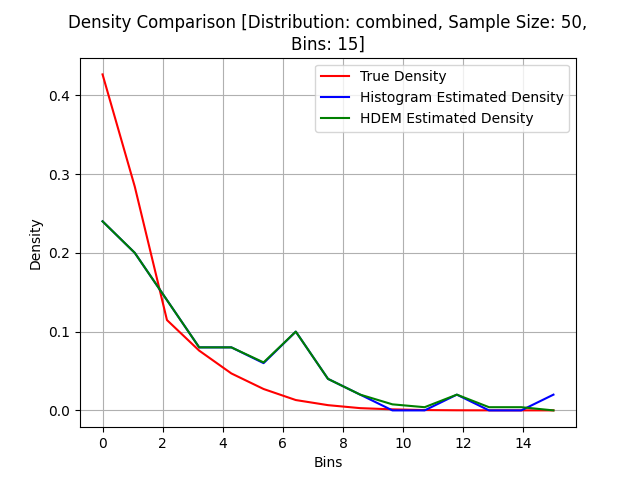 Density Comparison [Distribution: combined, Sample Size: 50,
Bins: 15]
True Density
Histogram Estimated Density
HDEM Estimated Density
Density
0.4
0.3
0.2
0.1
0.0
0 2 4 6 8 10 12 14
Bins